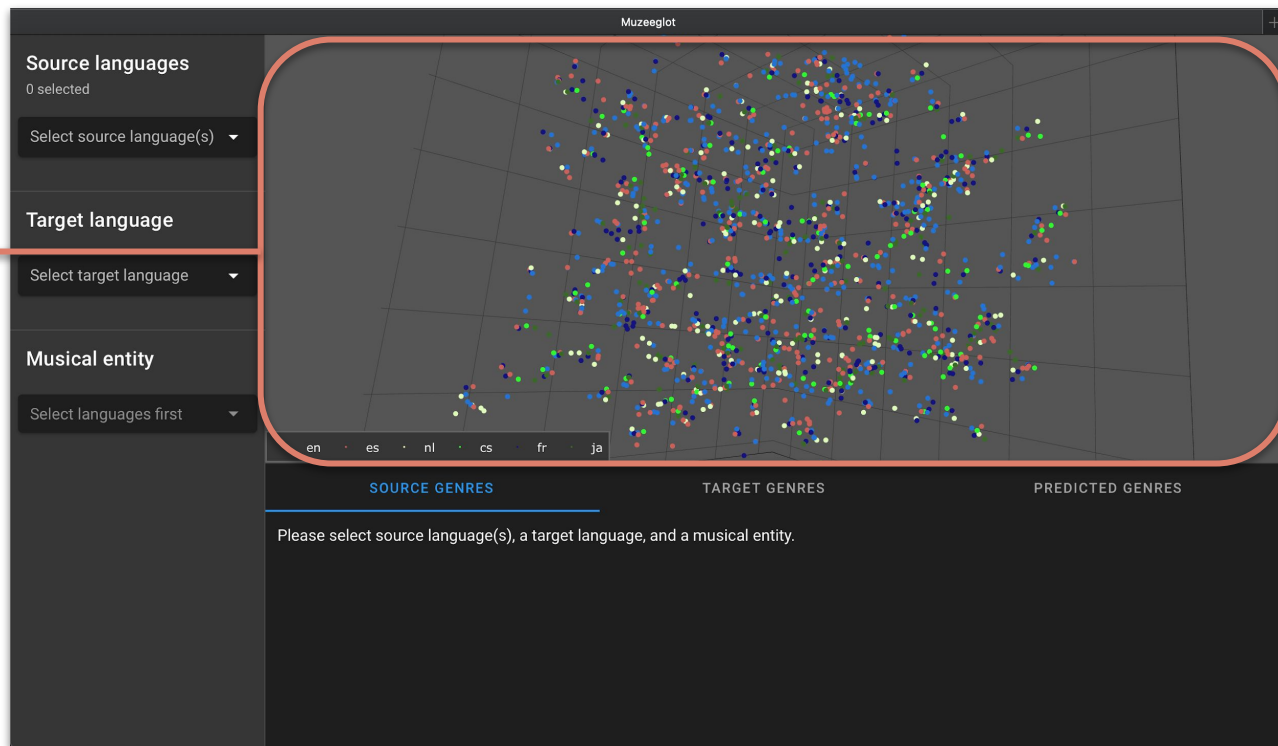 Muzeeglot
Source languages
0 selected
Select source language(s)
Target language
Select target language
Musical entity
Select languages first
en es nl cs fr ja
SOURCE GENRES TARGET GENRES PREDICTED GENRES
Please select source language(s), a target language, and a musical entity.